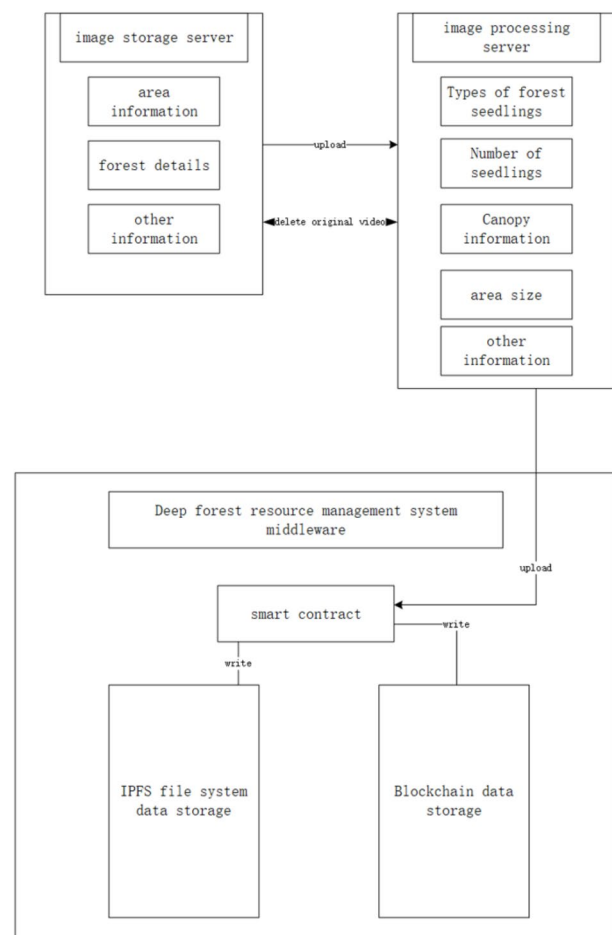 image storage server
area
information
forest details
other
information
upload
delete original video
image processing
server
Types of forest
seedlings
Number of
seedlings
Canopy
information
area size
other
information
Deep forest resource management system
middleware
upload
smart contract
write
write
IPFS file system
data storage
Blockchain data
storage